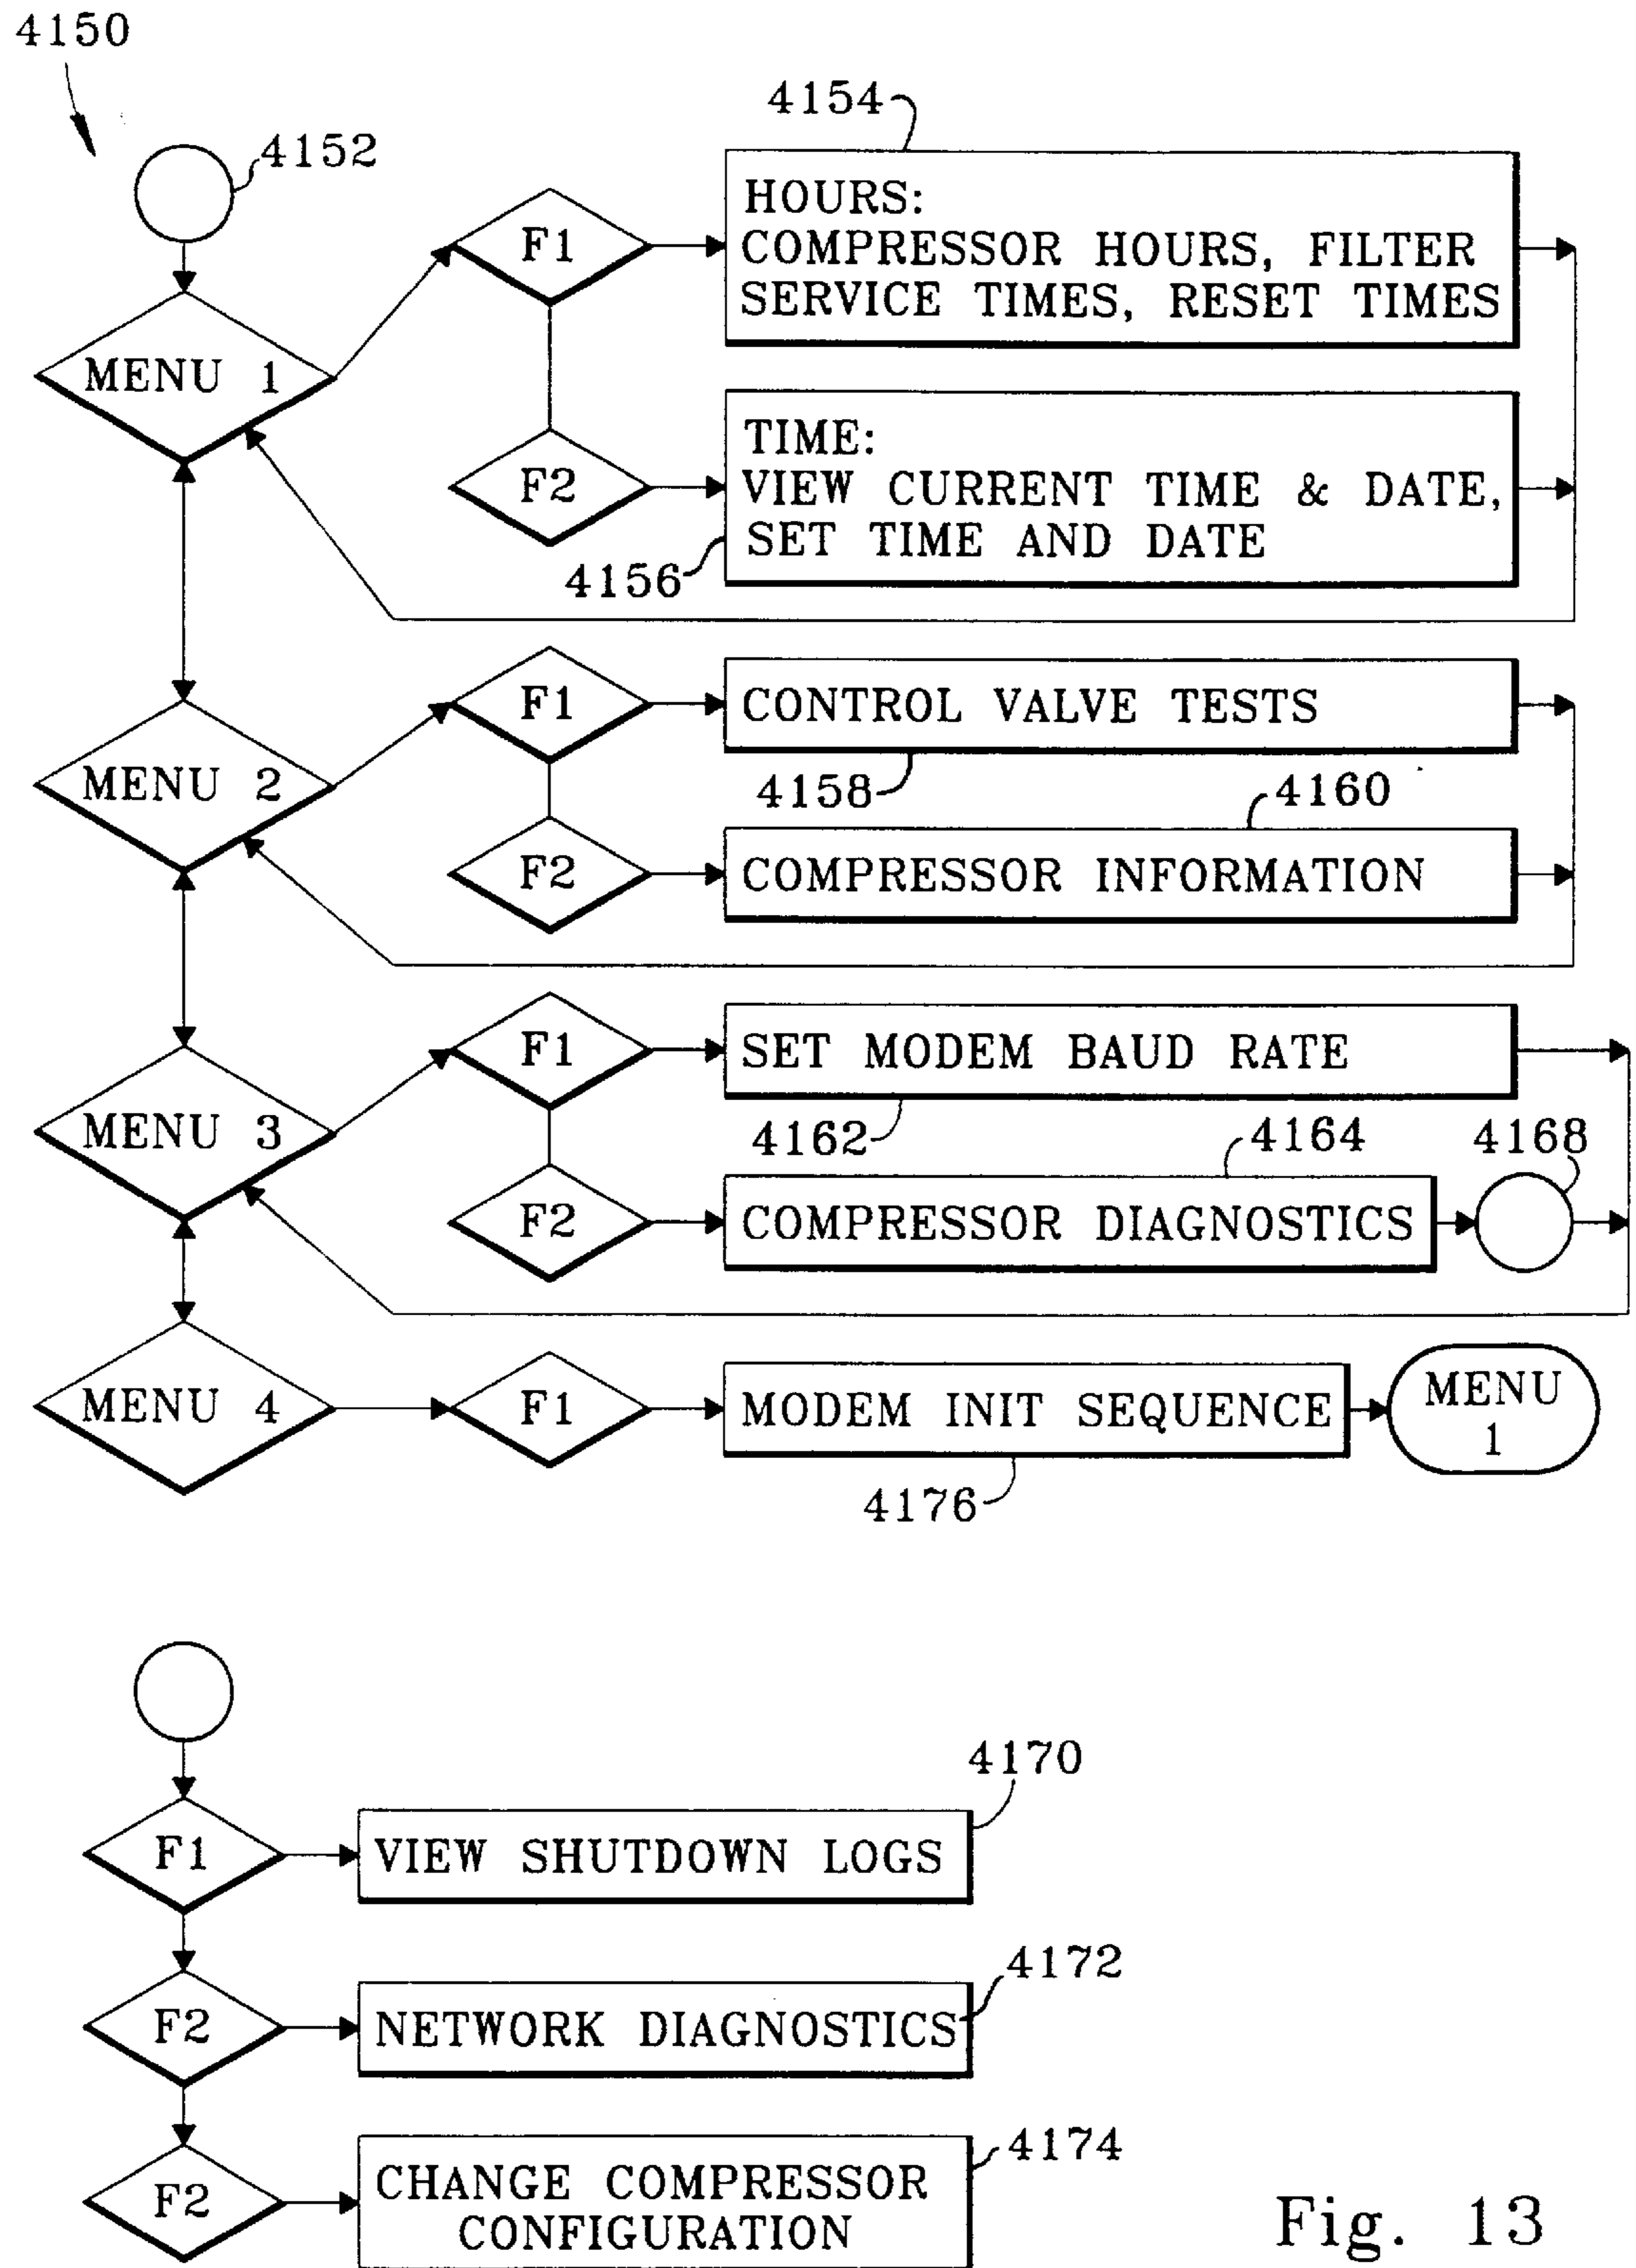 4150
4152
4154
HOURS:
COMPRESSOR HOURS, FILTER
SERVICE TIMES, RESET TIMES
F1
MENU 1
TIME:
VIEW CURRENT TIME & DATE,
SET TIME AND DATE
F2
4156
F1
CONTROL VALVE TESTS
MENU 2
4158
4160
F2
COMPRESSOR INFORMATION
F1
SET MODEM BAUD RATE
MENU 3
4162
4164
4168
F2
COMPRESSOR DIAGNOSTICS
MENU 4
F1
MODEM INIT SEQUENCE
MENU
1
4176
4170
F1
VIEW SHUTDOWN LOGS
4172
F2
NETWORK DIAGNOSTICS
4174
F2
CHANGE COMPRESSOR
CONFIGURATION
Fig. 13